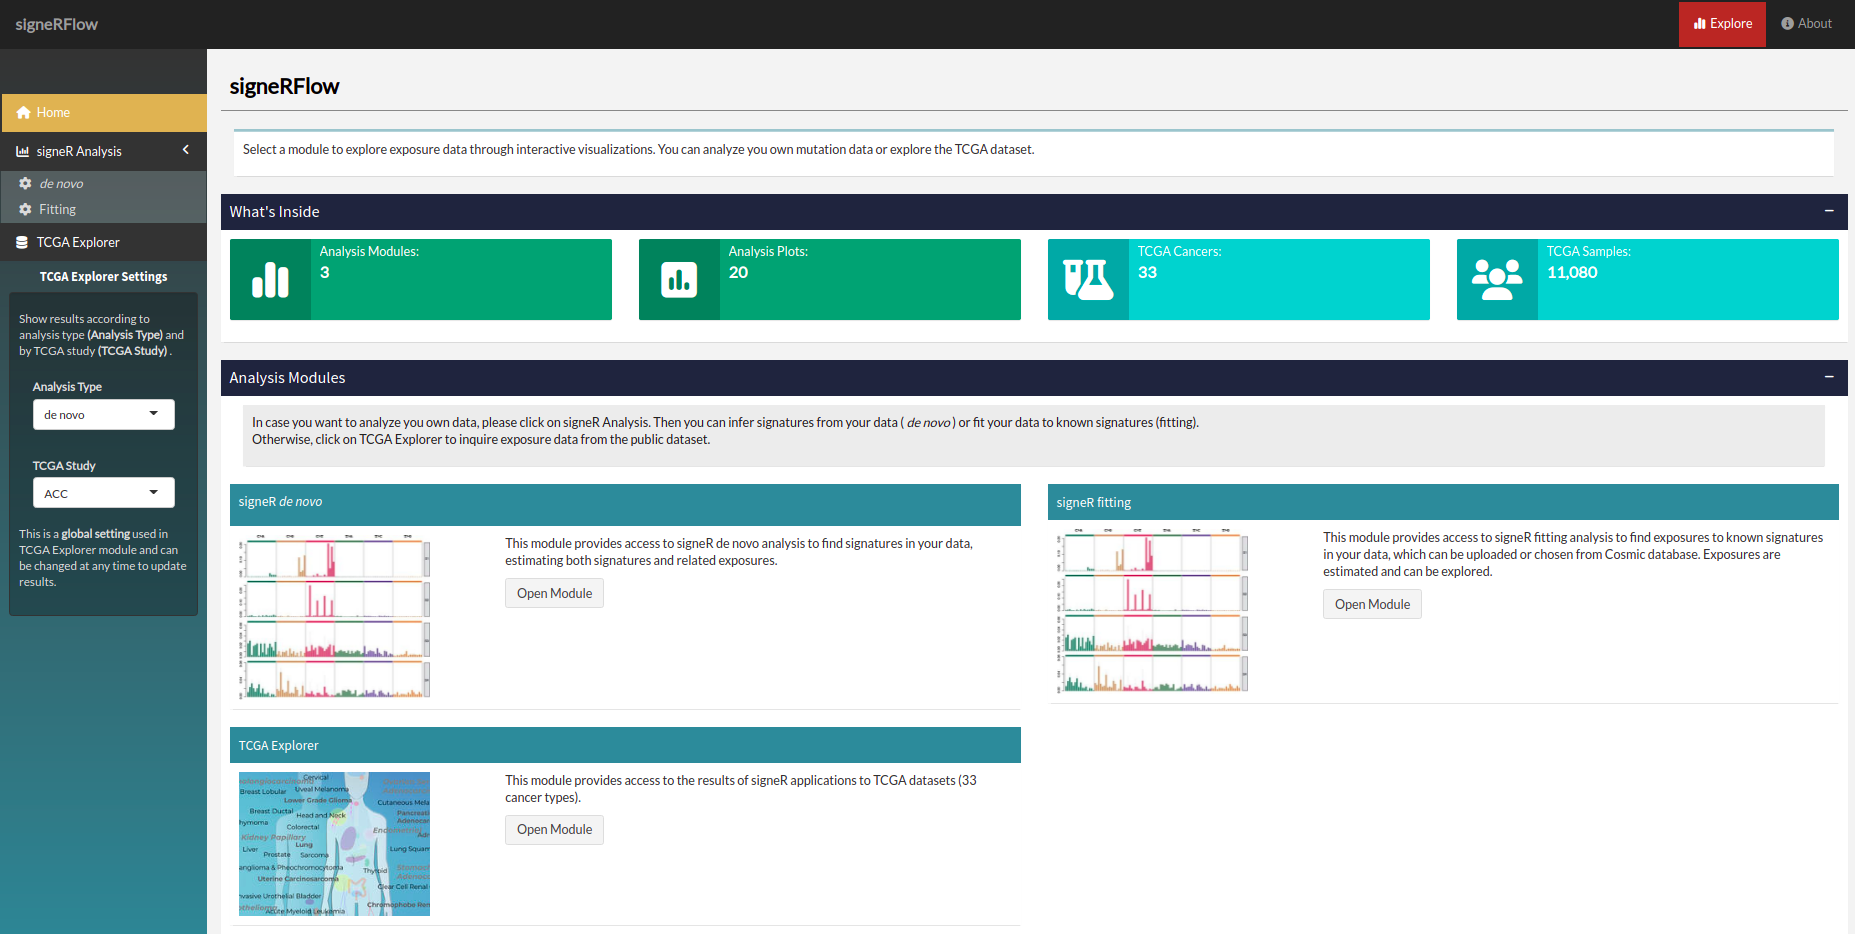 signeRFlow
Explore
About
Home
signeR Analysis
de novo
Fitting
TCGA Explorer
TCGA Explorer Settings
Show results according to
analysis type (Analysis Type) and
by TCGA study (TCGA Study) .
Analysis Type
de novo
TCGA Study
ACC
This is a global setting used in
TCGA Explorer module and can
be changed at any time to update
results.
signeRFlow
Select a module to explore exposure data through interactive visualizations. You can analyze you own mutation data or explore the TCGA dataset.
What's Inside
Analysis Modules:
3
Analysis Plots:
20
TCGA Cancers:
33
TCGA Samples:
11,080
Analysis Modules
In case you want to analyze you own data, please click on signeR Analysis. Then you can infer signatures from your data ( de novo ) or fit your data to known signatures (fitting).
Otherwise, click on TCGA Explorer to inquire exposure data from the public dataset.
signeR de novo
This module provides access to signeR de novo analysis to find signatures in your data,
estimating both signatures and related exposures.
Open Module
signeR fitting
This module provides access to signeR fitting analysis to find exposures to known signatures
in your data, which can be uploaded or chosen from Cosmic database. Exposures are
estimated and can be explored.
Open Module
TCGA Explorer
Cervical
Uveal Melanoma
Breast Lobular
Lower Grade Glioma
Cutaneous Mela
Breast Ductal
Head and Neck
Pancreati
hymoma
Adenocar
Colorectal
Endometrial
Kidney Papillary
Lung
Liver
Lung Squam
Prostate
Sarcoma
anglioma & Pheochromocytoma
Thyroid
Stomach
Adenoca
Uterine Carcinosarcoma
Clear Cell Renal
nvasive Urothelial Bladder
Chromophobe Ren
othelioma
Acute Myeloid Leukemia
This module provides access to the results of signeR applications to TCGA datasets (33
cancer types).
Open Module